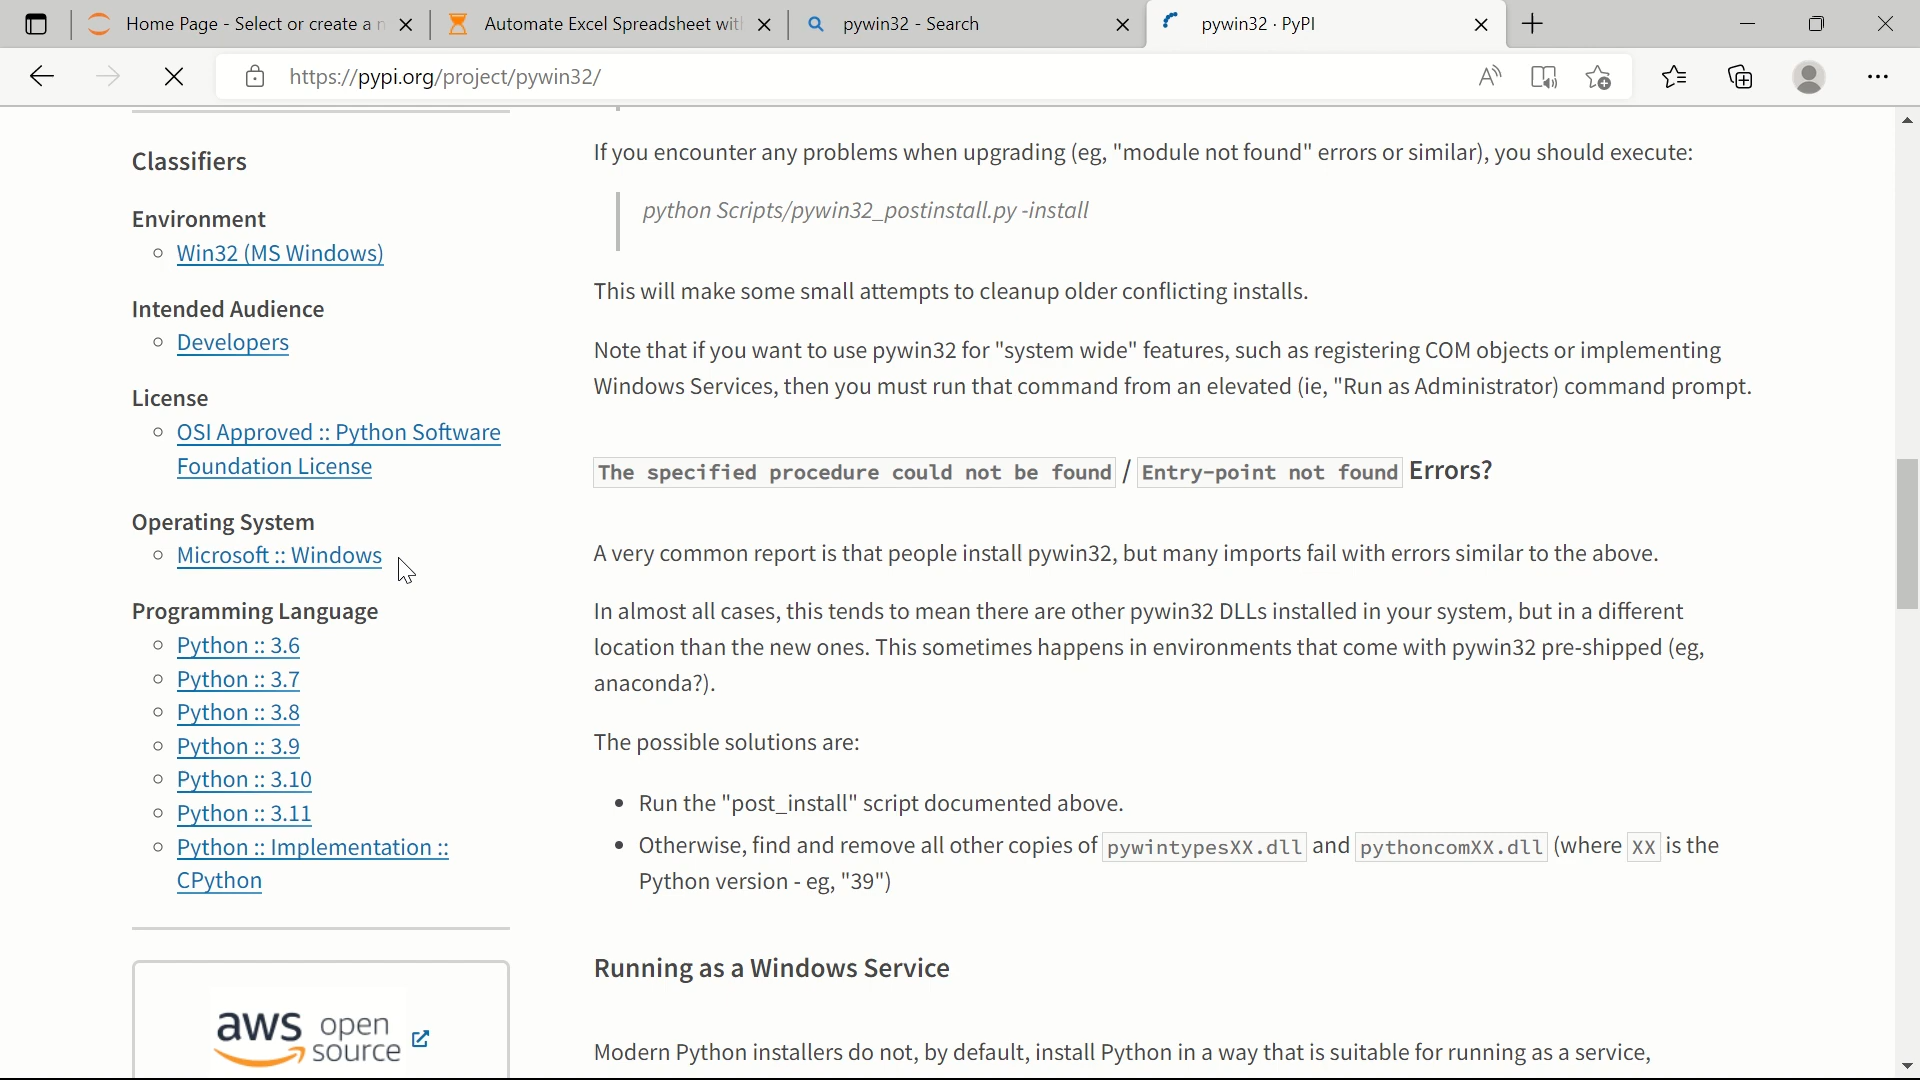 Home Page - Select or create a n
Automate Excel Spreadsheet wit
pywin32 - Search
pywin32 · PyPI
https://pypi.org/project/pywin32/
Classifiers
Environment
Win32 (MS Windows)
Intended Audience
Developers
License
OSI Approved :: Python Software
Foundation License
Operating System
Microsoft :: Windows
Programming Language
Python :: 3.6
Python :: 3.7
Python :: 3.8
Python :: 3.9
Python :: 3.10
Python :: 3.11
Python :: Implementation ::
CPython
aws open
source
If you encounter any problems when upgrading (eg, "module not found" errors or similar), you should execute:
python Scripts/pywin32_postinstall.py -install
This will make some small attempts to cleanup older conflicting installs.
Note that if you want to use pywin32 for "system wide" features, such as registering COM objects or implementing
Windows Services, then you must run that command from an elevated (ie, "Run as Administrator) command prompt.
The specified procedure could not be found / Entry-point not found Errors?
A very common report is that people install pywin32, but many imports fail with errors similar to the above.
In almost all cases, this tends to mean there are other pywin32 DLLs installed in your system, but in a different
location than the new ones. This sometimes happens in environments that come with pywin32 pre-shipped (eg,
anaconda?).
The possible solutions are:
Run the "post_install" script documented above.
Otherwise, find and remove all other copies of pywintypesXX.dll and pythoncomXX.dll (where XX is the
Python version - eg, "39")
Running as a Windows Service
Modern Python installers do not, by default, install Python in a way that is suitable for running as a service,